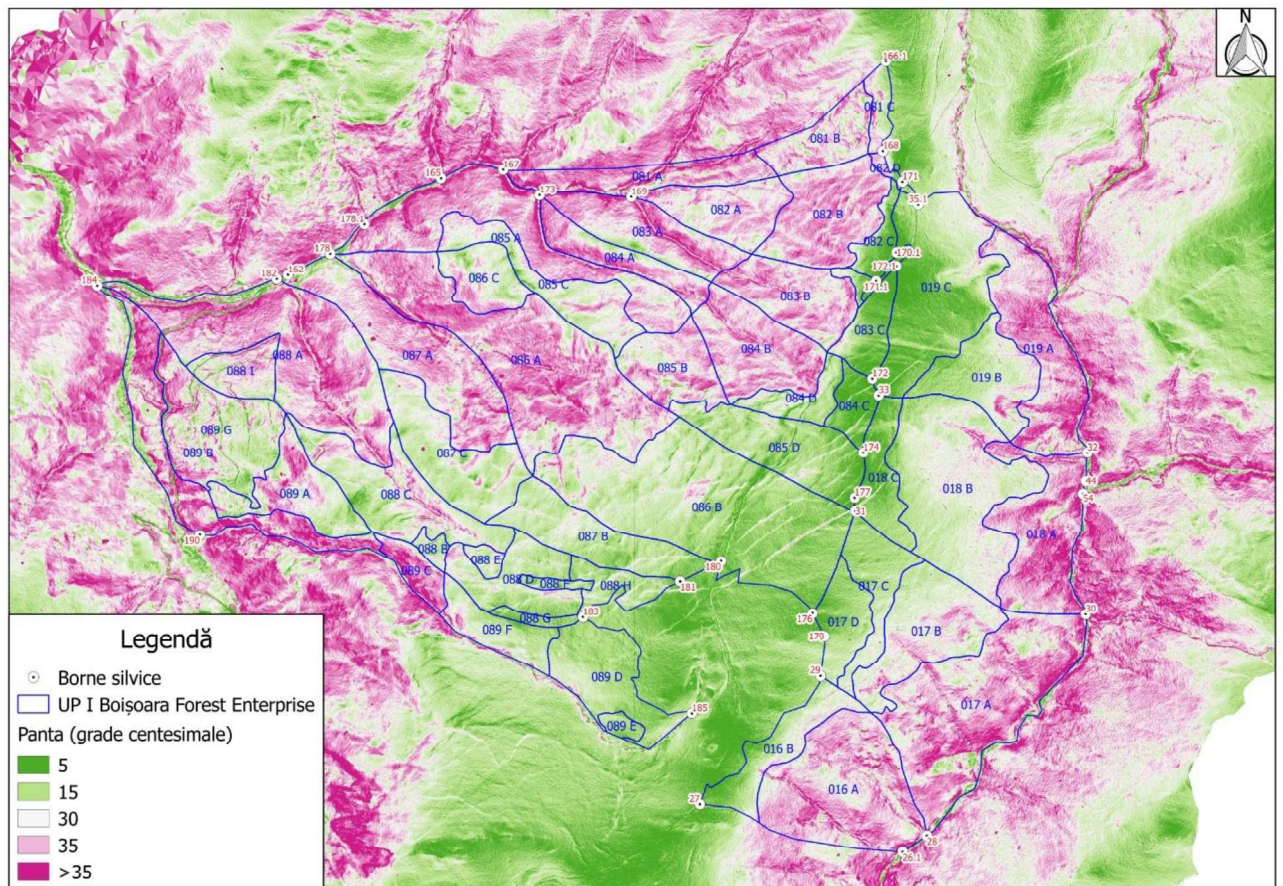 N
166.1
081 C
081 B
168
167
165
081 A
082 D
171
173
169
35.1
082 A
082 B
178.1
083 A
082 C
085 A
178
084 A
170.1
172.1
182
162
086 C
184
085 C
171.1
019 C
083 B
083 C
088 A
087 A
086 A
084 B
019 A
088 I
085 B
172
019 B
33
084 D
084 C
089 G
085 D
174
32
089 B
087 C
018 C
44
089 A
088 C
018 B
177
54
086 B
31
190
087 B
018 A
088 B
088 E
180
089 C
088 D
088 F
181
017 C
088 H
30
088 G
176
017 D
089 F
179
017 B
089 D
29
017 A
185
089 E
016 B
016 A
27
28
26.1
Legendă
Borne silvice
UP I Boișoara Forest Enterprise
Panta (grade centesimale)
5
15
30
35
>35